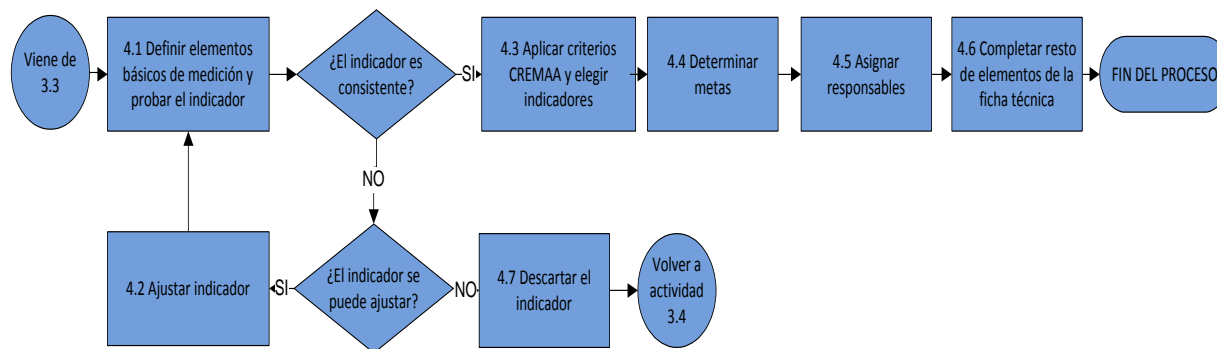 Viene de
3.3
4.1 Definir elementos
básicos de medición y
probar el indicador
¿El indicador es
consistente?
SI
4.3 Aplicar criterios
CREMAA y elegir
indicadores
4.4 Determinar
metas
4.5 Asignar
responsables
4.6 Completar resto
de elementos de la
ficha técnica
FIN DEL PROCESO
NO
4.2 Ajustar indicador
SI
¿El indicador se
puede ajustar?
NO
4.7 Descartar el
indicador
Volver a
actividad
3.4